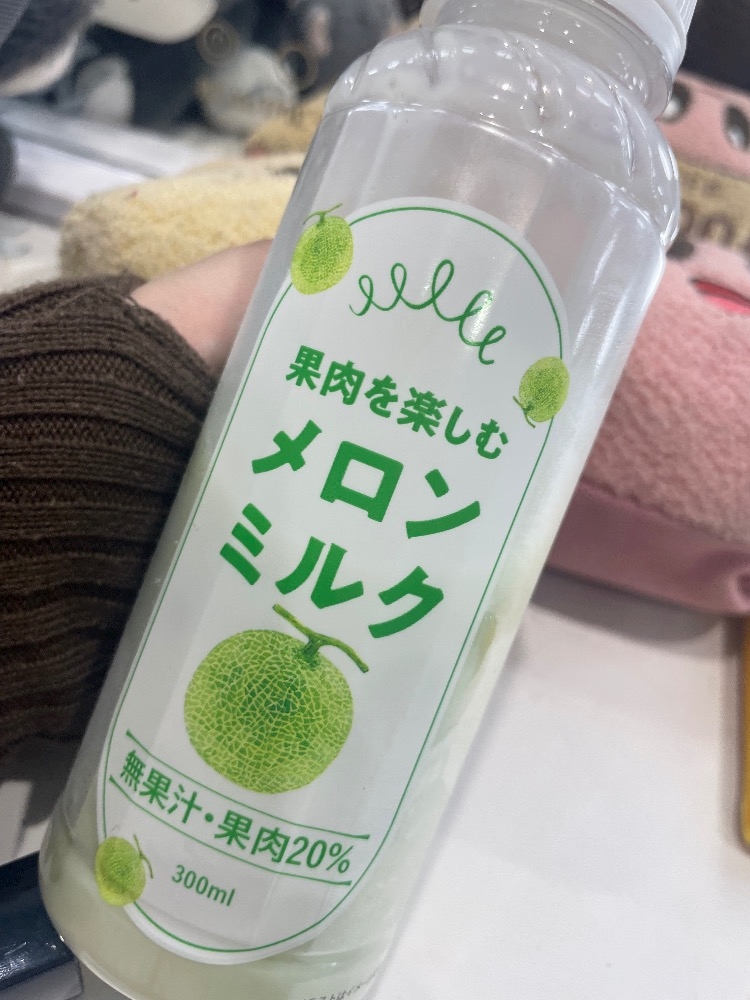 果肉を楽しむ
メロン
ミルク
無果汁・果肉20%
300ml